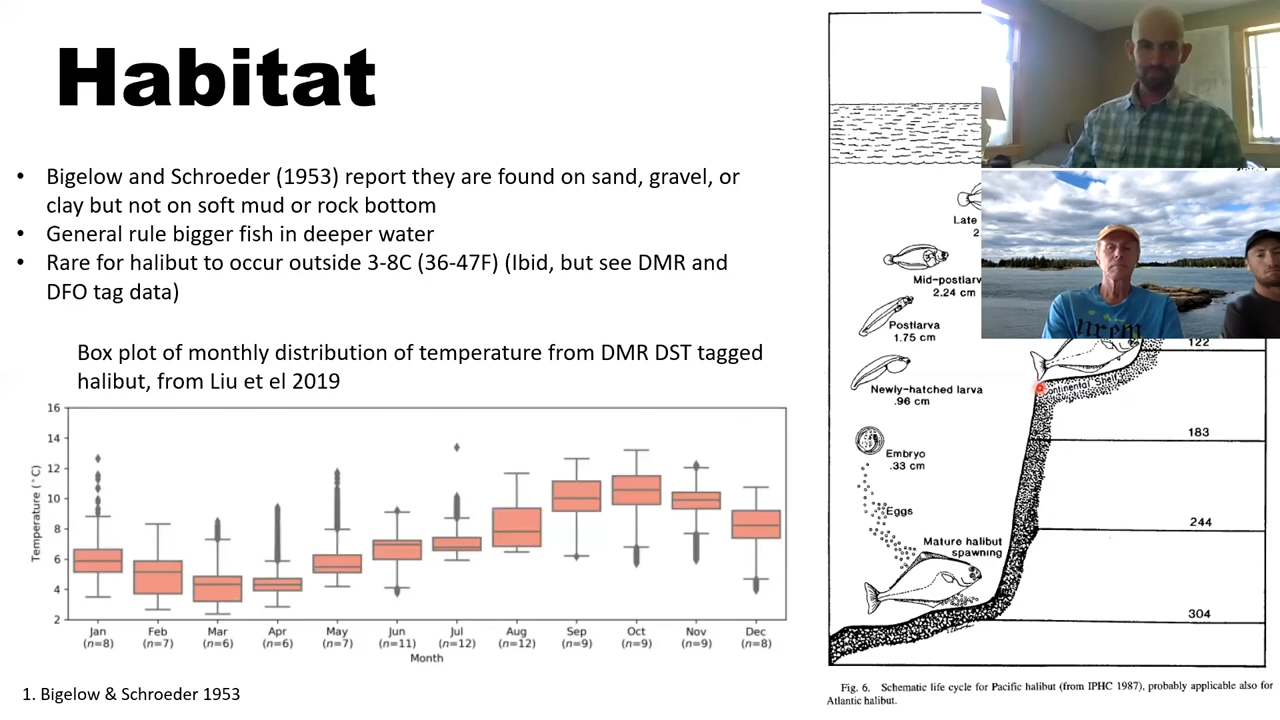 Habitat
• Bigelow and Schroeder (1953) report they are found on sand, gravel, or
clay but not on soft mud or rock bottom
• General rule bigger fish in deeper water
• Rare for halibut to occur outside 3-8C (36-47F) (Ibid, but see DMR and
DFO tag data)
Box plot of monthly distribution of temperature from DMR DST tagged
halibut, from Liu et el 2019
Temperature (°C)
16
14
12
10
8
6
4
2
Jan Feb Mar Apr May Jun Jul Aug Sep Oct Nov Dec
(n=8) (n=7) (n=6) (n=6) (n=7) (n=11) (n=12) (n=12) (n=9) (n=9) (n=9) (n=8)
Month
1. Bigelow & Schroeder 1953
Late
2
Mid-postlarv
2.24 cm
Postlarva
1.75 cm
Newly-hatched larva
.96 cm
Embryo
.33 cm
Eggs
Mature halibut
spawning
Continental Shelf
122
183
244
304
Fig. 6. Schematic life cycle for Pacific halibut (from IPHC 1987), probably applicable also for
Atlantic halibut.